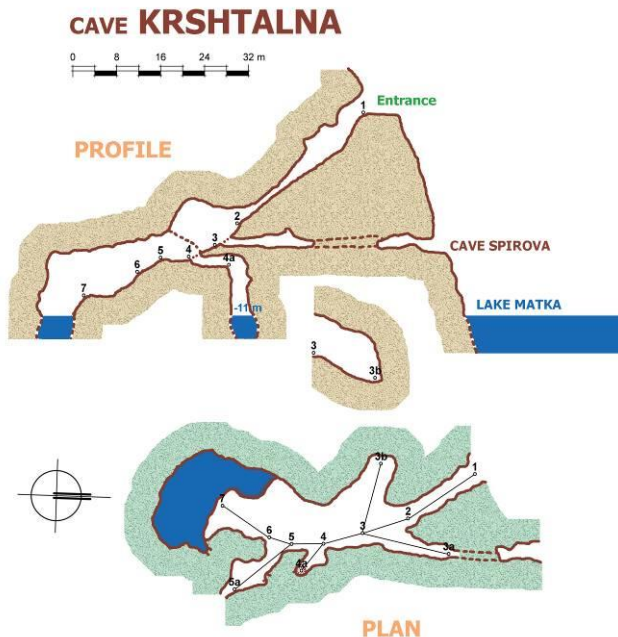 CAVE KRSHTALNA
0 8 16 24 32 m
Entrance
1
PROFILE
2
3
4
5
4a
6
7
CAVE SPIROVA
-11 m
LAKE MATKA
3
3b
3b
1
2
7
3
6
5
4
3a
4a
5a
PLAN